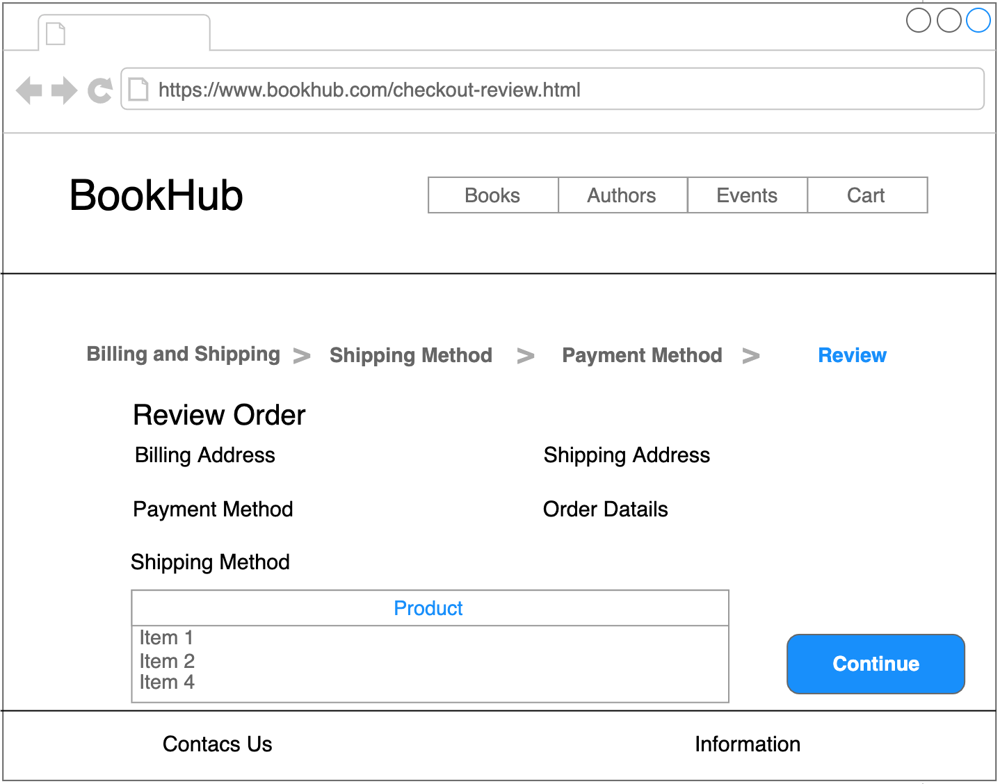 https://www.bookhub.com/checkout-review.html
BookHub
Books Authors Events Cart
Billing and Shipping > Shipping Method > Payment Method > Review
Review Order
Billing Address Shipping Address
Payment Method Order Datails
Shipping Method
Product
Item 1
Item 2
Item 4
Continue
Contacs Us Information